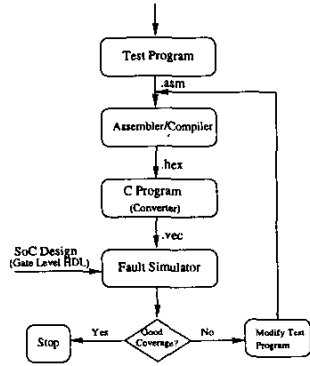 Test Program
.asm
Assembler/Compiler
.hex
C Program
(Converter)
.vec
SoC Design
(Gate Level HDL)
Fault Simulator
Good
Coverage?
Yes
No
Stop
Modify Test
Program